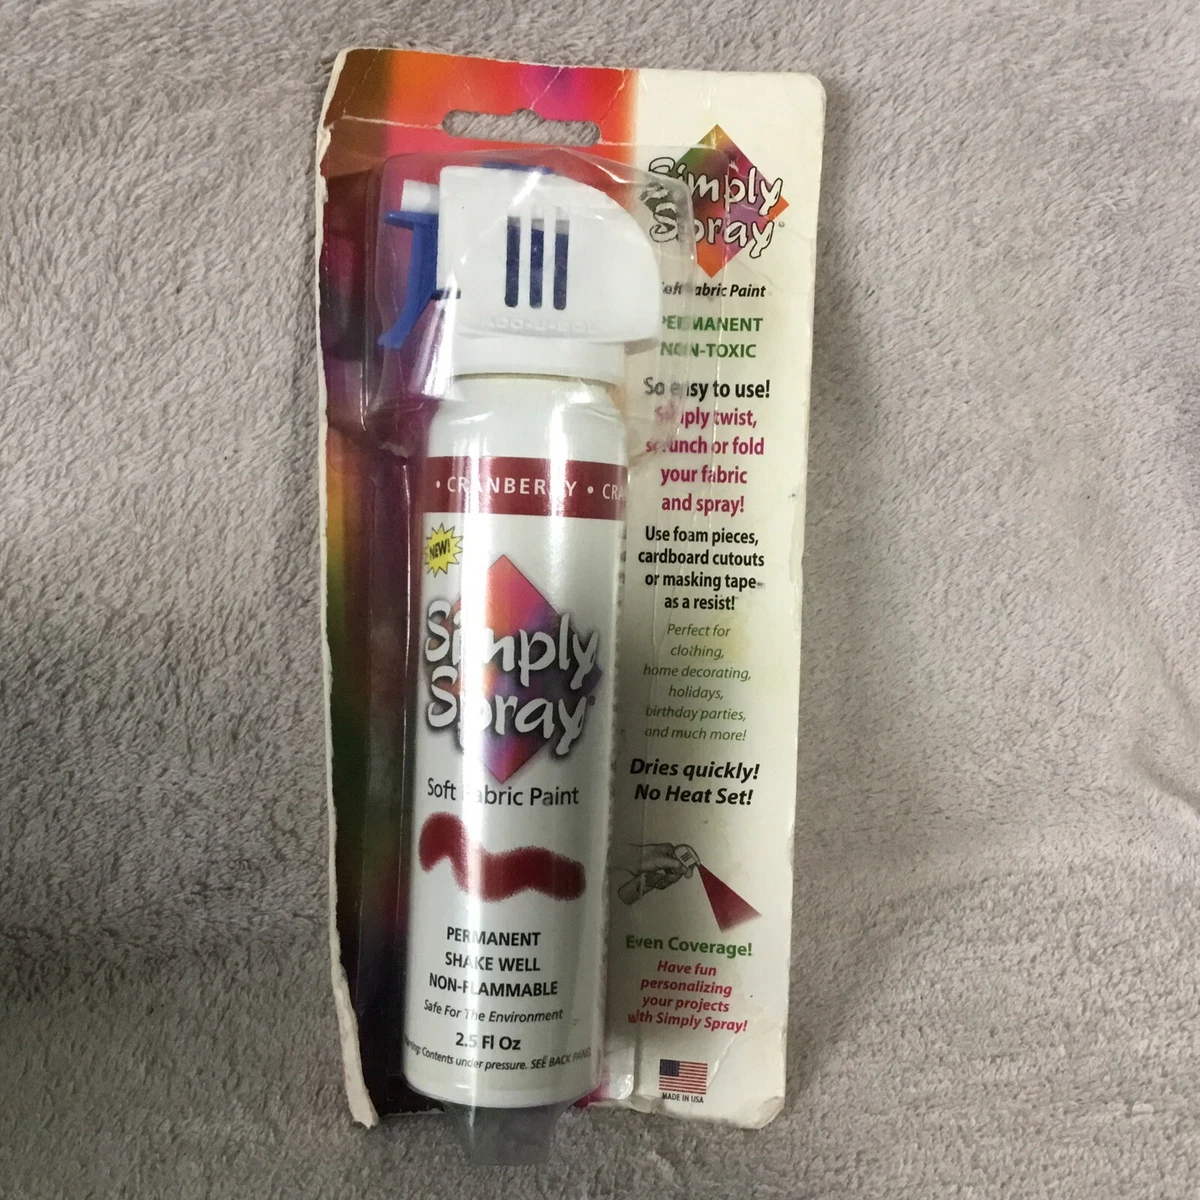 Simply
Spray®
Soft Fabric Paint
PERMANENT
NON-TOXIC
So easy to use!
Simply twist,
scrunch or fold
your fabric
and spray!
Use foam pieces,
cardboard cutouts
or masking tape
as a resist!
Perfect for
clothing,
home decorating,
holidays,
birthday parties,
and much more!
Dries quickly!
No Heat Set!
Even Coverage!
Have fun
personalizing
your projects
with Simply Spray!
MADE IN USA
• CRANBERRY • CRA
NEW!
Simply
Spray®
Soft Fabric Paint
PERMANENT
SHAKE WELL
NON-FLAMMABLE
Safe For The Environment
2.5 Fl Oz
Contents under pressure. SEE BACK PANEL